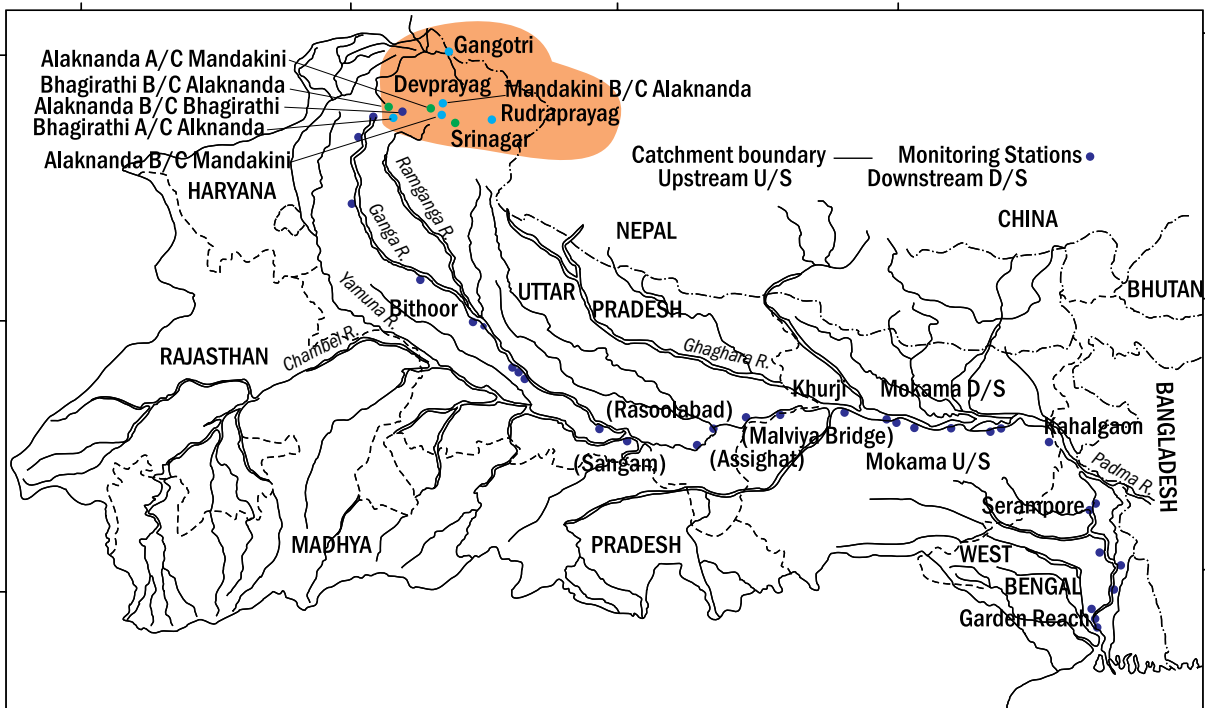 Gangotri
Alaknanda A/C Mandakini
Bhagirathi B/C Alaknanda
Devprayag
Mandakini B/C Alaknanda
Alaknanda B/C Bhagirathi
Rudraprayag
Bhagirathi A/C Alknanda
Srinagar
Alaknanda B/C Mandakini
Catchment boundary
Monitoring Stations
Upstream U/S
Downstream D/S
HARYANA
Ramganga R.
Ganga R.
NEPAL
CHINA
BHUTAN
Yamuna R.
Bithoor
UTTAR
PRADESH
RAJASTHAN
Chambel R.
Ghaghara R.
Khurji
Mokama D/S
BANGLADESH
(Rasoolabad)
Kahalgaon
(Malviya Bridge)
(Sangam)
(Assighat)
Mokama U/S
Padma R.
Serampore
MADHYA
PRADESH
WEST
BENGAL
Garden Reach